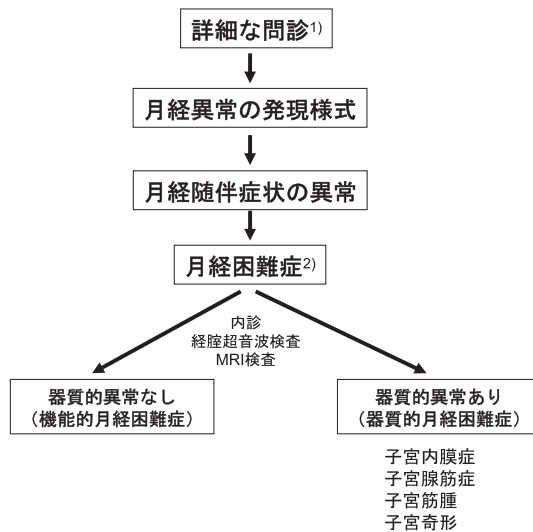 詳細な問診1)
月経異常の発現様式
月経随伴症状の異常
月経困難症2)
内診
経腟超音波検査
MRI検査
器質的異常なし
（機能的月経困難症）
器質的異常あり
（器質的月経困難症）
子宮内膜症
子宮腺筋症
子宮筋腫
子宮奇形